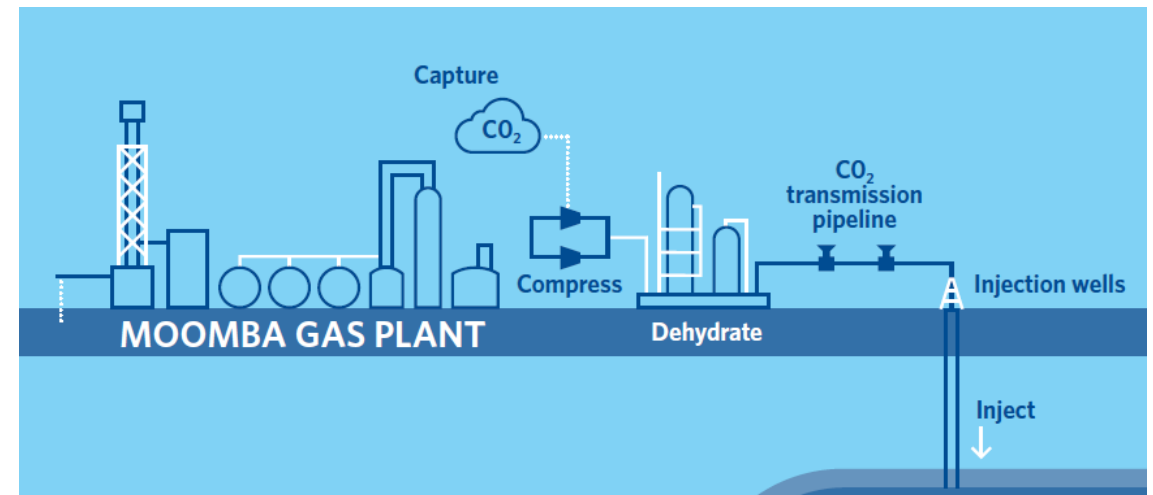 Capture
CO₂
CO₂
transmission
pipeline
Compress
Injection wells
MOOMBA GAS PLANT
Dehydrate
Inject